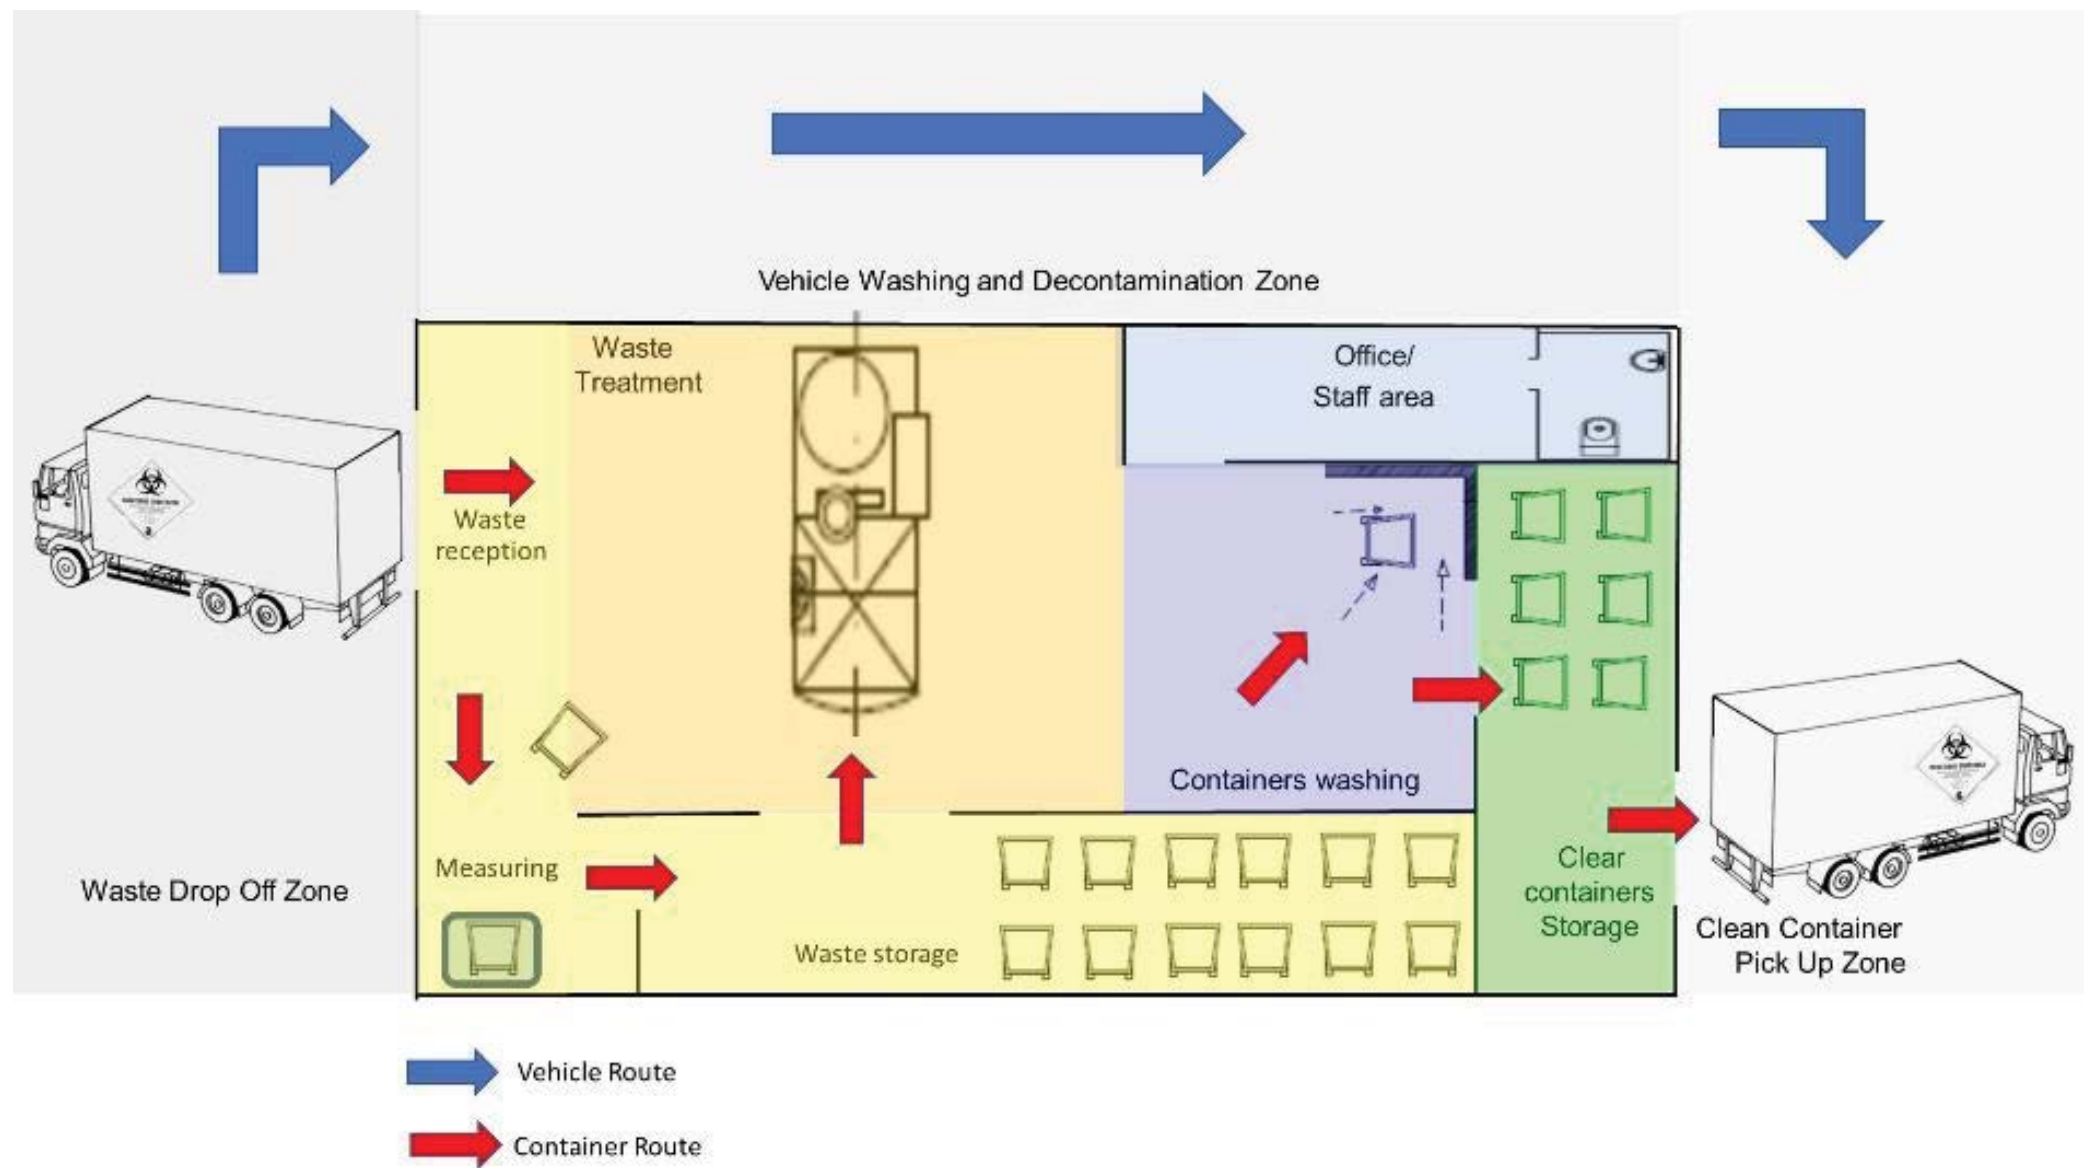 Vehicle Washing and Decontamination Zone
Waste
Treatment
Office/
Staff area
Waste
reception
Containers washing
Measuring
Waste storage
Clear
containers
Storage
Waste Drop Off Zone
Clean Container
Pick Up Zone
Vehicle Route
Container Route